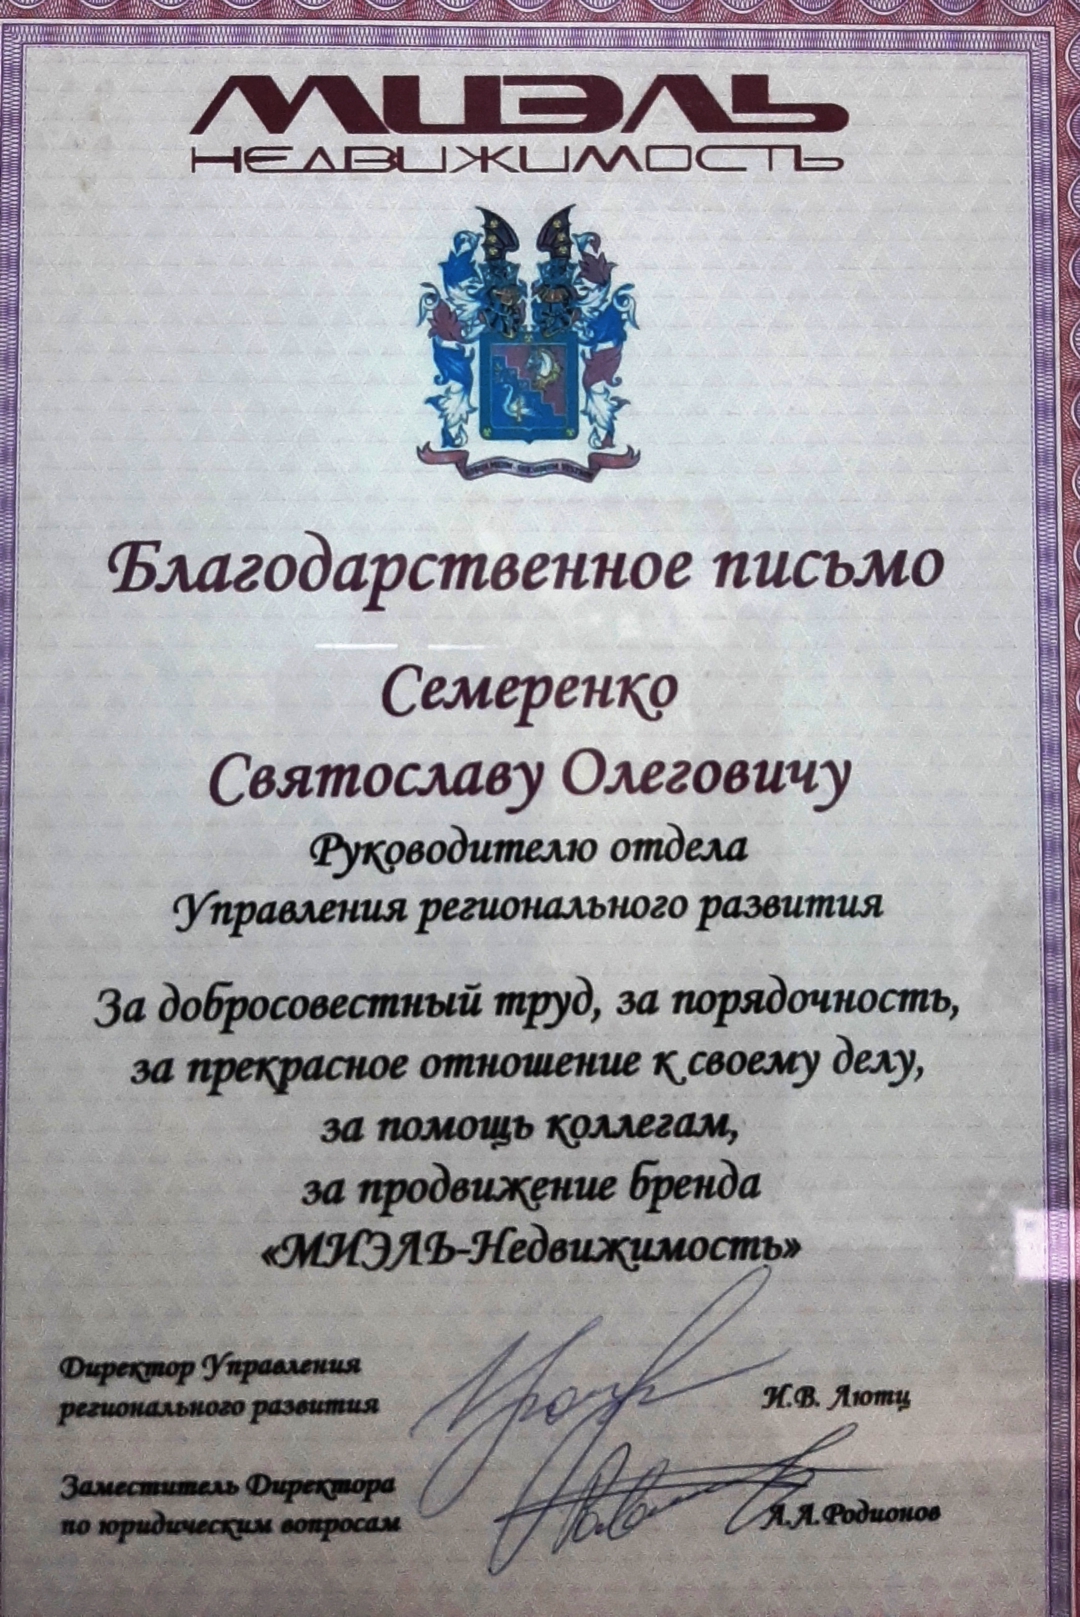 МИЭЛЬ
НЕДВИЖИМОСТЬ
Благодарственное письмо
Семеренко
Святославу Олеговичу
Руководителю отдела
Управления регионального развития
За добросовестный труд, за порядочность,
за прекрасное отношение к своему делу,
за помощь коллегам,
за продвижение бренда
«МИЭЛЬ-Недвижимость»
Директор Управления
регионального развития
И.В. Лютц
Заместитель Директора
по юридическим вопросам
А.А.Родионов